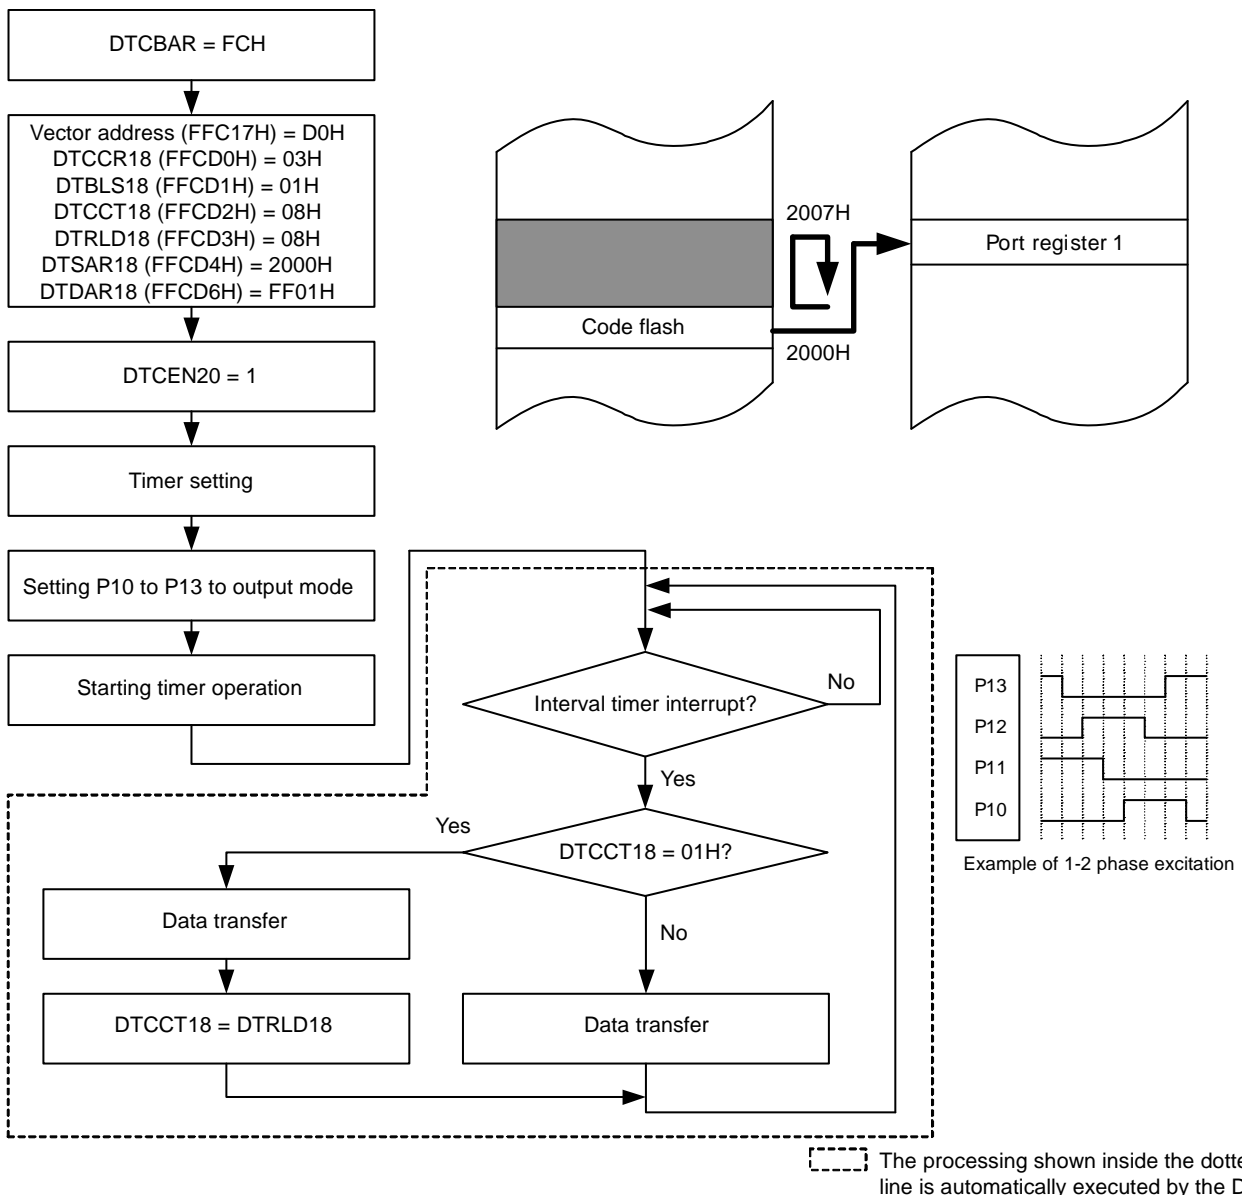 DTCBAR = FCH
Vector address (FFC17H) = D0H
DTCCR18 (FFCD0H) = 03H
DTBLS18 (FFCD1H) = 01H
DTCCT18 (FFCD2H) = 08H
DTRLD18 (FFCD3H) = 08H
DTSAR18 (FFCD4H) = 2000H
DTDAR18 (FFCD6H) = FF01H
DTCEN20 = 1
Timer setting
Setting P10 to P13 to output mode
Starting timer operation
2007H
Code flash
2000H
Port register 1
Interval timer interrupt?
No
Yes
DTCCT18 = 01H?
Yes
No
Data transfer
DTCCT18 = DTRLD18
Data transfer
P13
P12
P11
P10
Example of 1-2 phase excitation
The processing shown inside the dotte
line is automatically executed by the D